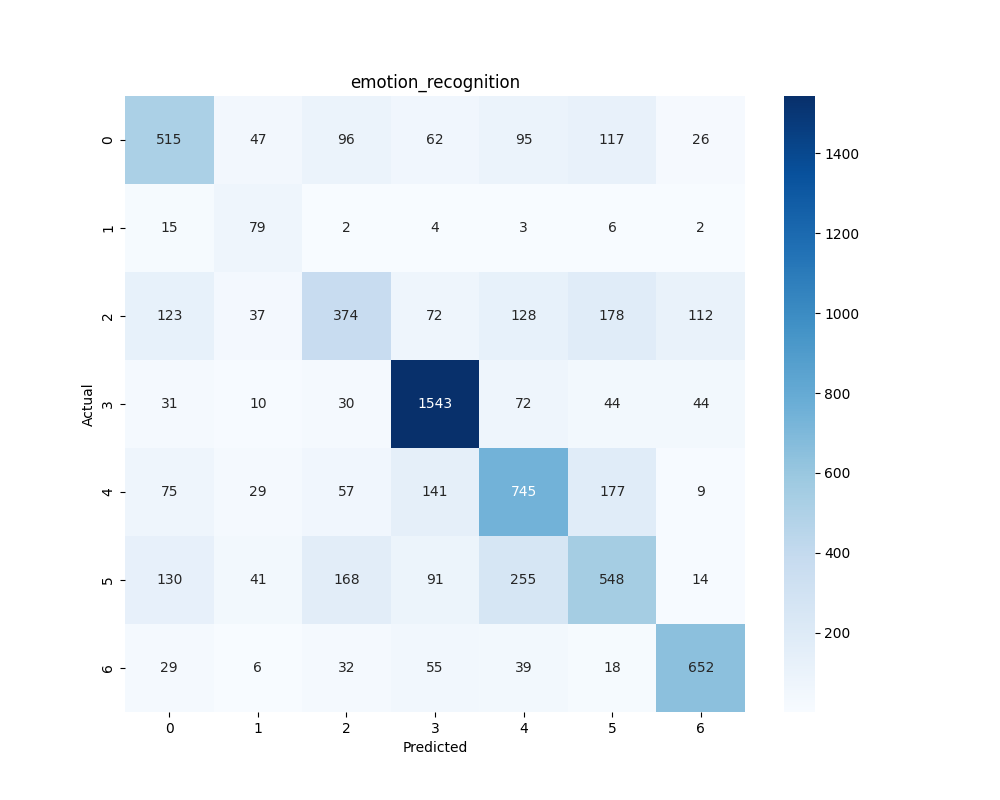 emotion_recognition
0 515 47 96 62 95 117 26
1 15 79 2 4 3 6 2
2 123 37 374 72 128 178 112
3 31 10 30 1543 72 44 44
4 75 29 57 141 745 177 9
5 130 41 168 91 255 548 14
6 29 6 32 55 39 18 652
0 1 2 3 4 5 6
Predicted
Actual
1400
1200
1000
800
600
400
200